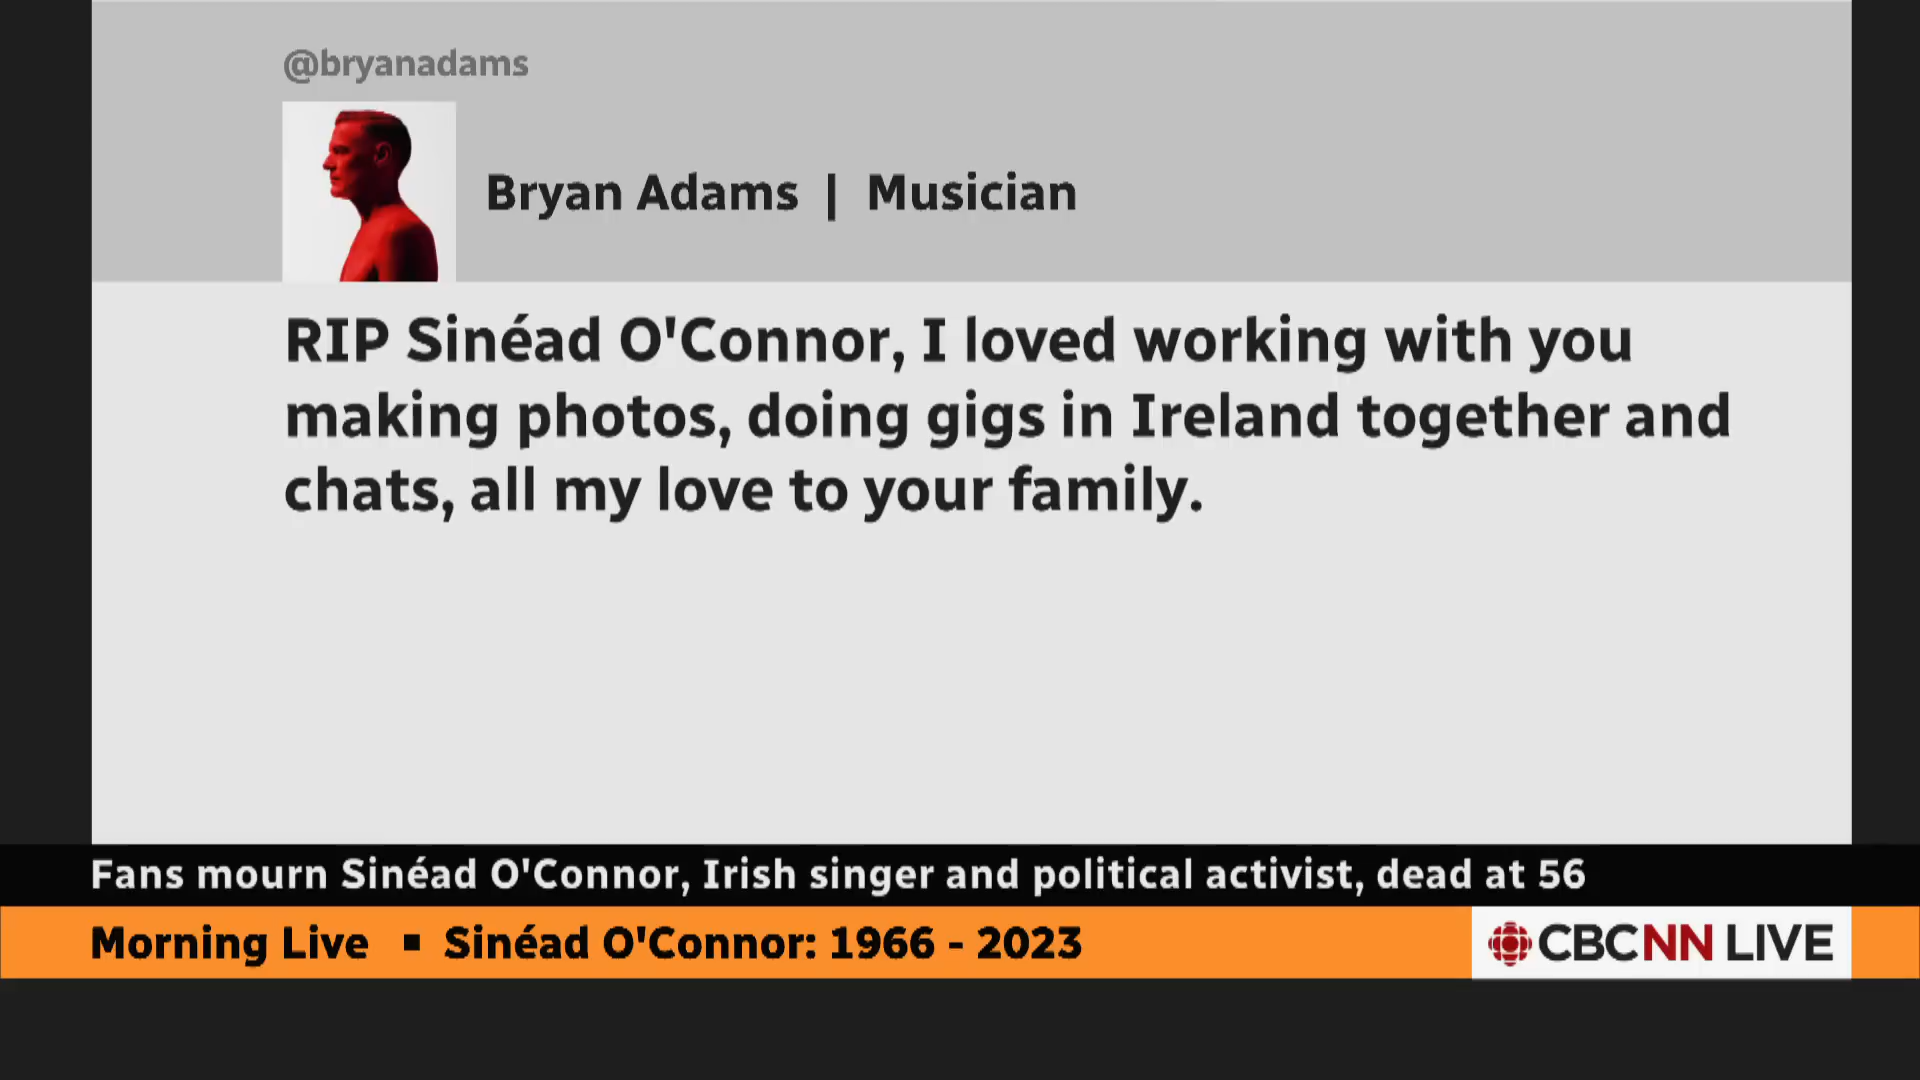 @bryanadams
Bryan Adams | Musician
RIP Sinéad O'Connor, I loved working with you
making photos, doing gigs in Ireland together and
chats, all my love to your family.
Fans mourn Sinéad O'Connor, Irish singer and political activist, dead at 56
Morning Live ▪ Sinéad O'Connor: 1966 - 2023
CBCNN LIVE